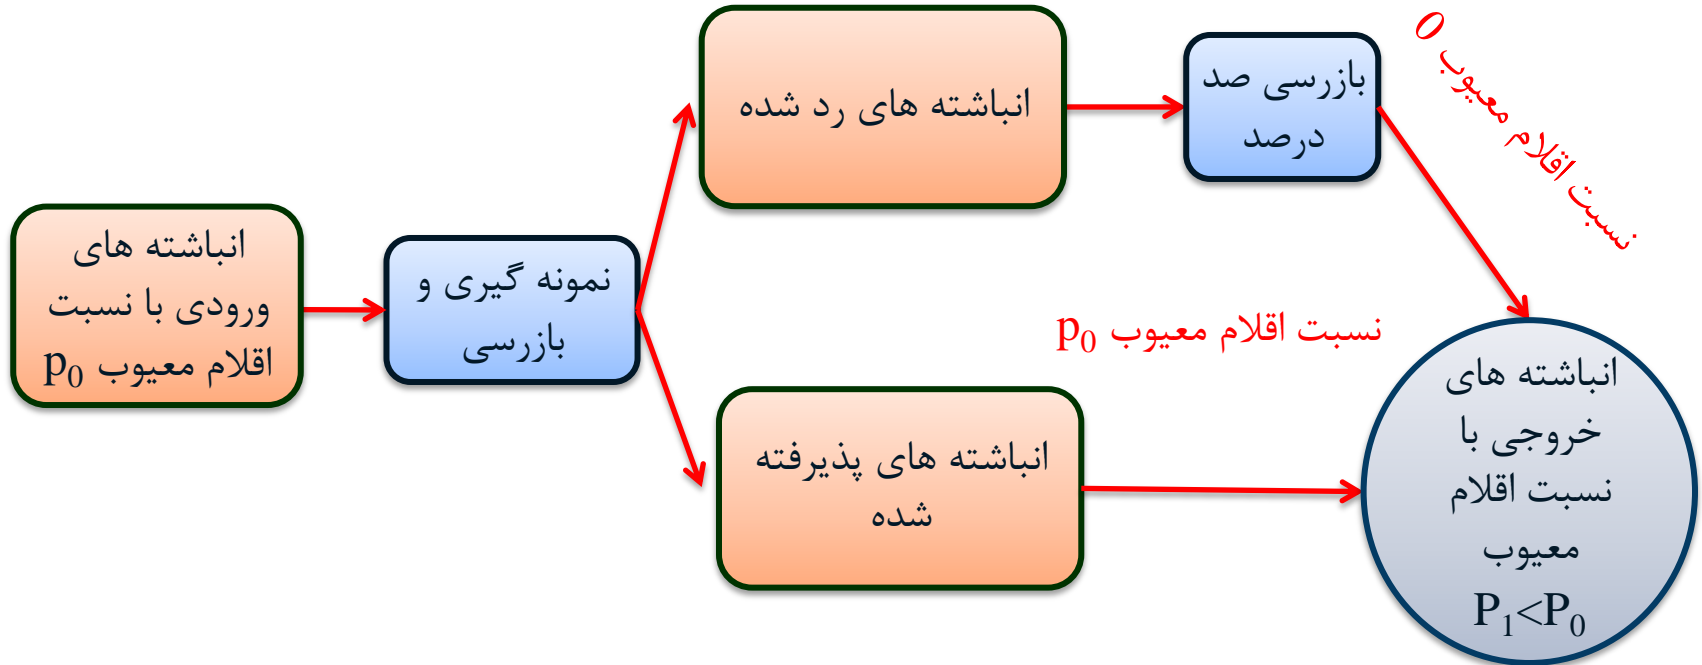 انباشته های
ورودی با نسبت
اقلام معیوب p₀
نمونه گیری و
بازرسی
انباشته های رد شده
بازرسی صد
درصد
نسبت اقلام معیوب 0
نسبت اقلام معیوب p₀
انباشته های پذیرفته
شده
انباشته های
خروجی با
نسبت اقلام
معیوب
P₁<P₀